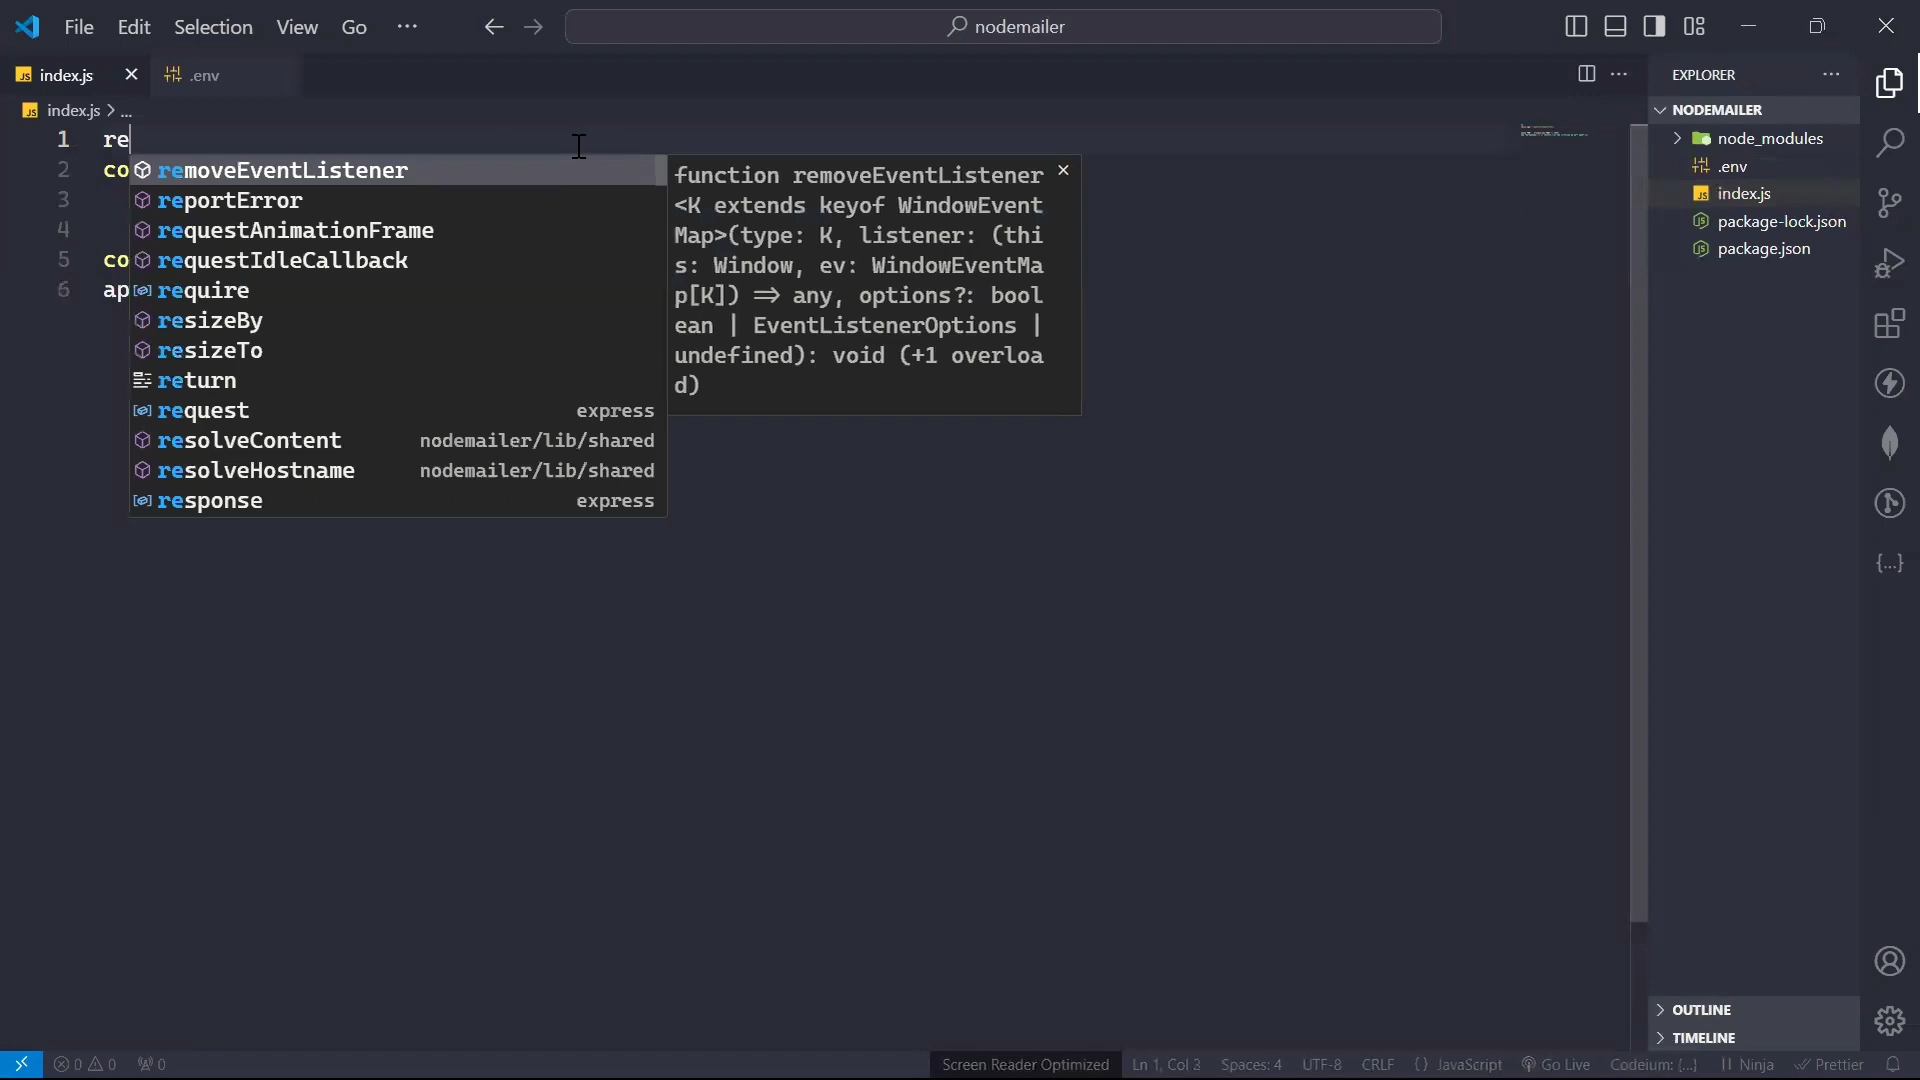 File Edit Selection View Go ··· nodemailer
index.js .env
EXPLORER
index.js > ...
NODEMAILER
node_modules
.env
index.js
package-lock.json
package.json
1 re
2 co
3
4
5 co
6 ap
removeEventListener
reportError
requestAnimationFrame
requestIdleCallback
require
resizeBy
resizeTo
return
request express
resolveContent nodemailer/lib/shared
resolveHostname nodemailer/lib/shared
response express
function removeEventListener
<K extends keyof WindowEvent
Map>(type: K, listener: (thi
s: Window, ev: WindowEventMa
p[K]) => any, options?: bool
ean | EventListenerOptions |
undefined): void (+1 overloa
d)
OUTLINE
TIMELINE
0 0 0 Screen Reader Optimized Ln 1, Col 3 Spaces: 4 UTF-8 CRLF {} JavaScript Go Live Codeium: {...} Ninja Prettier